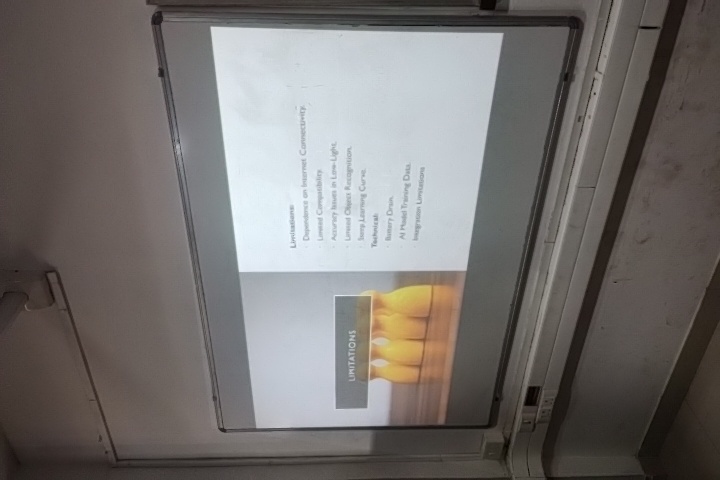 LIMITATIONS
Limitations:
Dependence on Internet Connectivity.
Limited Compatibility.
Accuracy Issues in Low-Light.
Limited Object Recognition.
Steep Learning Curve.
Technical:
Battery Drain.
AI Model Training Data.
Integration Limitations